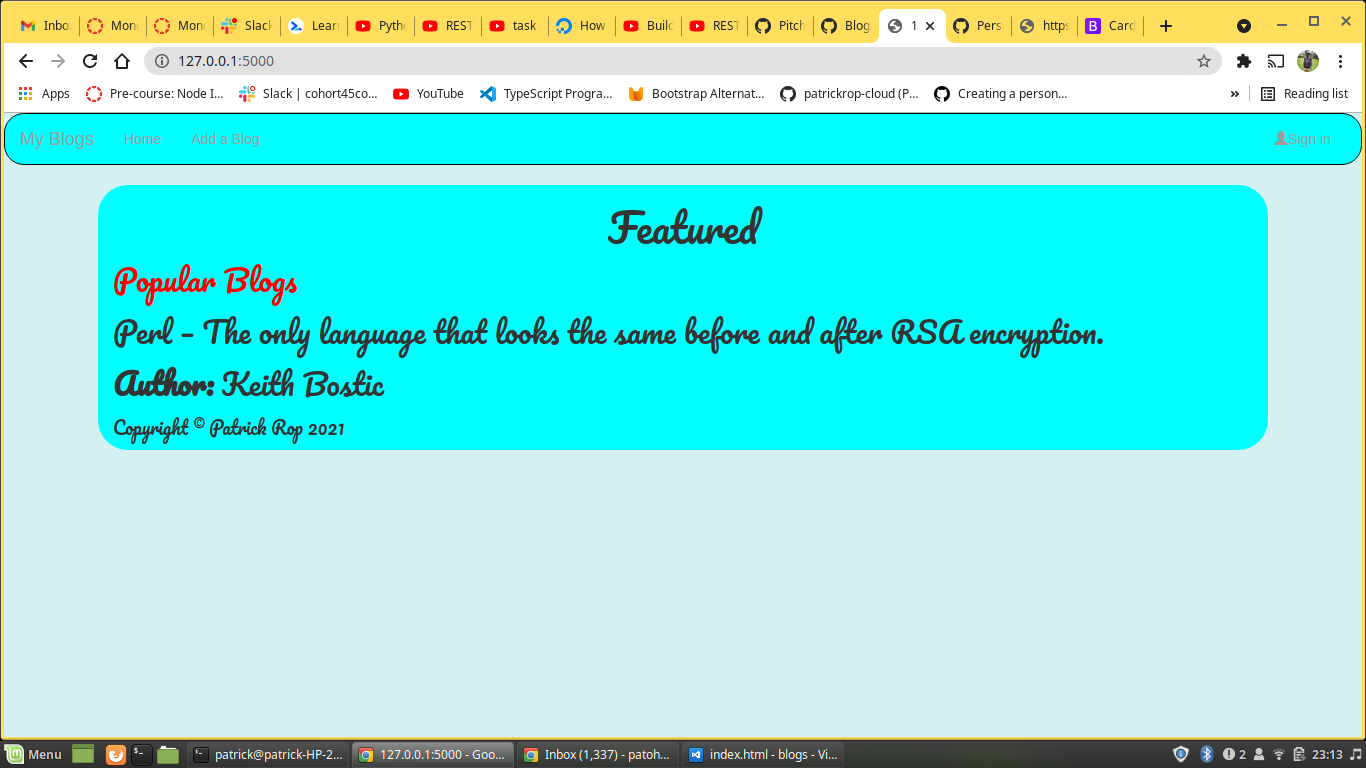 Inbo Mon Mon Slack Lear Pyth REST task How Build REST Pitch Blog 1 Pers https Card
127.0.0.1:5000
Apps Pre-course: Node I... Slack | cohort45co... YouTube TypeScript Progra... Bootstrap Alternat... patrickrop-cloud (P... Creating a person... » Reading list
My Blogs Home Add a Blog Sign in
Featured
Popular Blogs
Perl – The only language that looks the same before and after RSA encryption.
Author: Keith Bostic
Copyright © Patrick Rop 2021
Menu patrick@patrick-HP-2... 127.0.0.1:5000 - Goo... Inbox (1,337) - patoh... index.html - blogs - Vi... 2 23:13